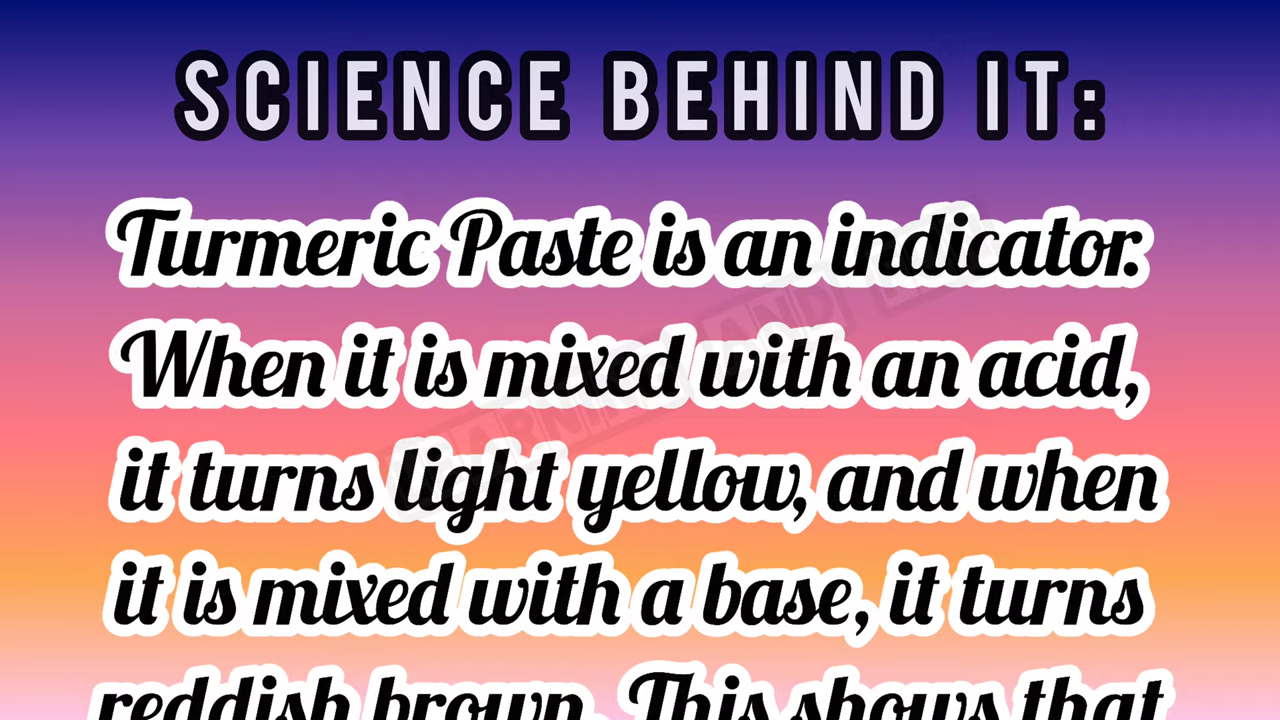 SCIENCE BEHIND IT:
Turmeric Paste is an indicator.
When it is mixed with an acid,
it turns light yellow, and when
it is mixed with a base, it turns
reddish brown. This shows that